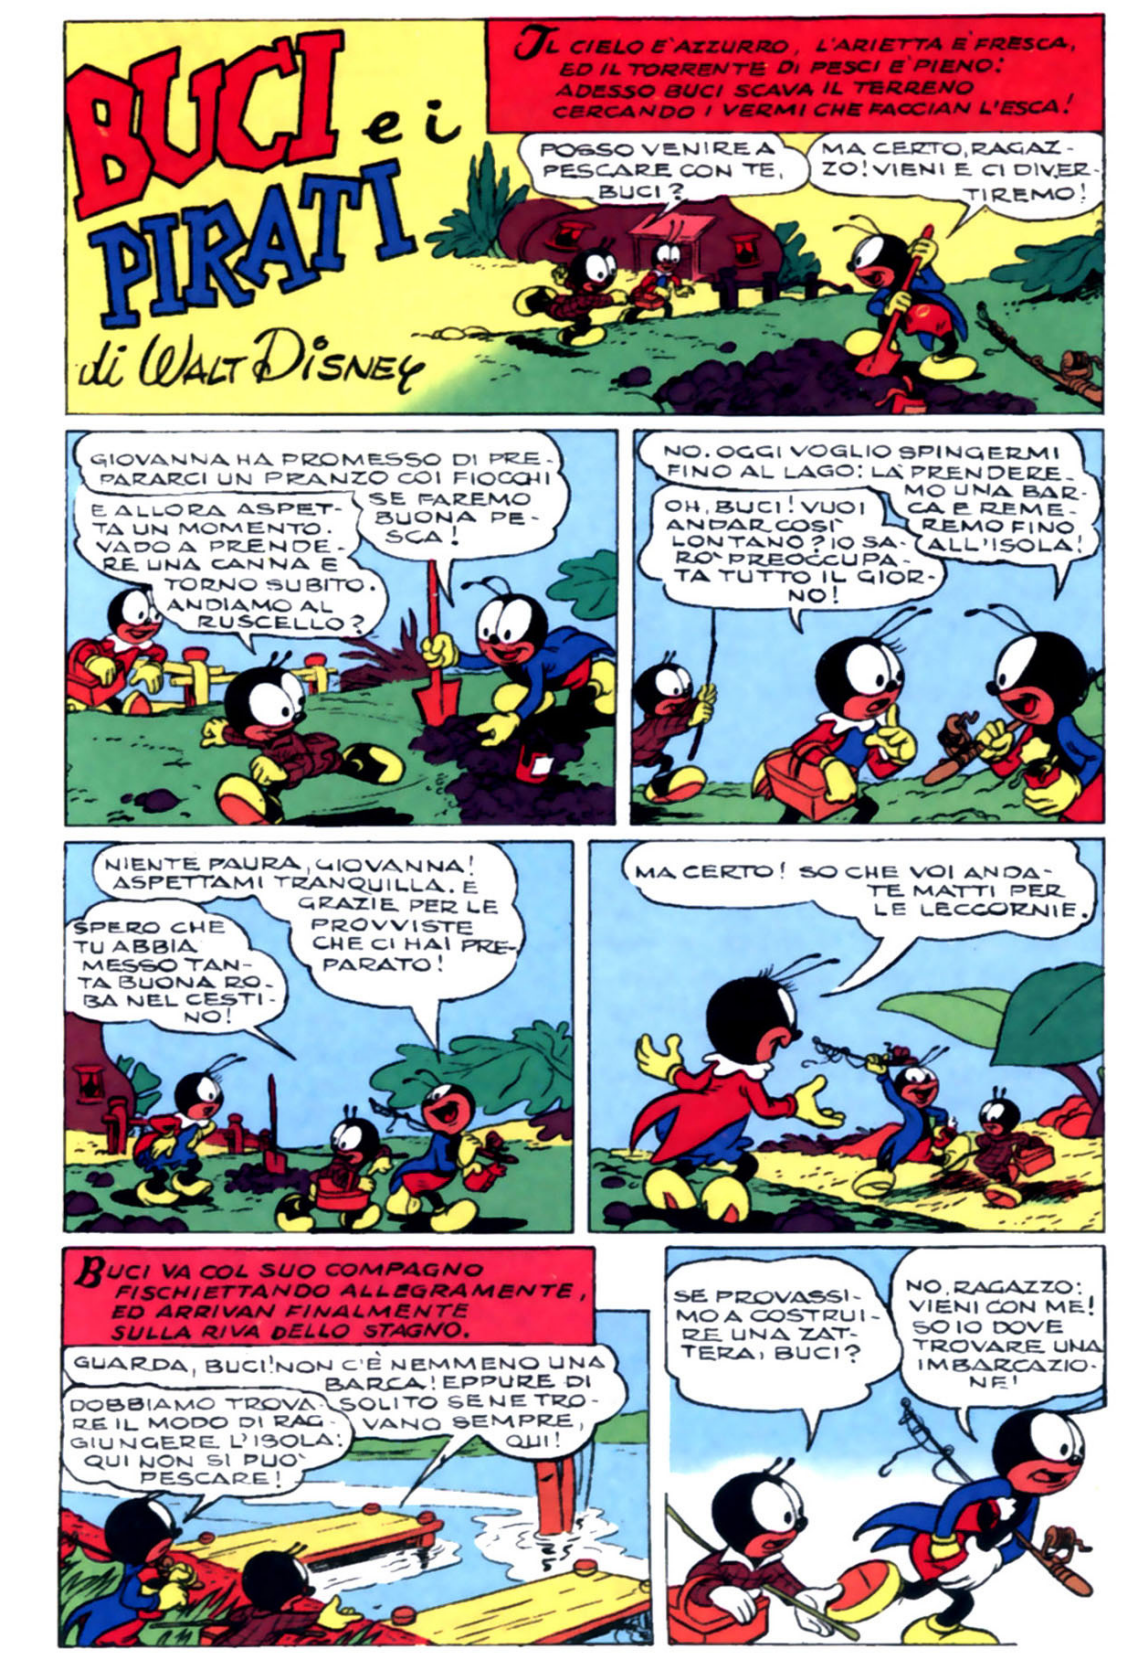 BUCI e i
PIRATI
di WALT DISNEY
IL CIELO E' AZZURRO, L'ARIETTA E' FRESCA,
ED IL TORRENTE DI PESCI E' PIENO:
ADESSO BUCI SCAVA IL TERRENO
CERCANDO I VERMI CHE FACCIAN L'ESCA!
POSSO VENIRE A
PESCARE CON TE,
BUCI?
MA CERTO, RAGAZ-
ZO! VIENI E CI DIVER-
TIREMO!
GIOVANNA HA PROMESSO DI PRE-
PARARCI UN PRANZO COI FIOCCHI
SE FAREMO
BUONA PE-
SCA!
E ALLORA ASPET-
TA UN MOMENTO.
VADO A PRENDE-
RE UNA CANNA E
TORNO SUBITO.
ANDIAMO AL
RUSCELLO?
NO. OGGI VOGLIO SPINGERMI
FINO AL LAGO: LA' PRENDERE-
MO UNA BAR-
CA E REME-
REMO FINO
ALL'ISOLA!
OH, BUCI! VUOI
ANDAR COSI'
LONTANO? IO SA-
RO' PREOCCUPA-
TA TUTTO IL GIOR-
NO!
NIENTE PAURA, GIOVANNA!
ASPETTAMI TRANQUILLA. E
GRAZIE PER LE
PROVVISTE
CHE CI HAI PRE-
PARATO!
SPERO CHE
TU ABBIA
MESSO TAN-
TA BUONA RO-
BA NEL CESTI-
NO!
MA CERTO! SO CHE VOI ANDA-
TE MATTI PER
LE LECCORNIE.
BUCI VA COL SUO COMPAGNO
FISCHIETTANDO ALLEGRAMENTE,
ED ARRIVAN FINALMENTE
SULLA RIVA DELLO STAGNO.
GUARDA, BUCI! NON C'È NEMMENO UNA
BARCA! EPPURE DI
SOLITO SE NE TRO-
VANO SEMPRE,
QUI!
DOBBIAMO TROVA-
RE IL MODO DI RAG-
GIUNGERE L'ISOLA:
QUI NON SI PUO'
PESCARE!
SE PROVASSI-
MO A COSTRUI-
RE UNA ZAT-
TERA, BUCI?
NO, RAGAZZO:
VIENI CON ME!
SO IO DOVE
TROVARE UNA
IMBARCAZIO-
NE!